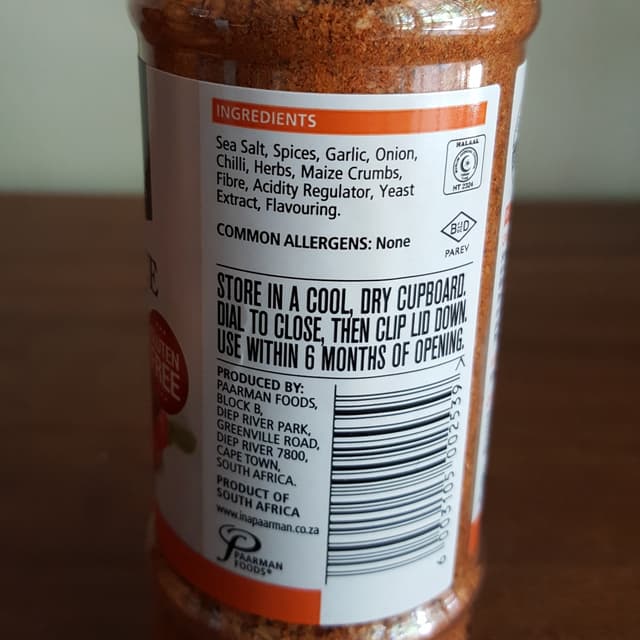 INGREDIENTS
Sea Salt, Spices, Garlic, Onion,
Chilli, Herbs, Maize Crumbs,
Fibre, Acidity Regulator, Yeast
Extract, Flavouring.
COMMON ALLERGENS: None
HALAAL
BD
PAREV
STORE IN A COOL, DRY CUPBOARD.
DIAL TO CLOSE, THEN CLIP LID DOWN.
USE WITHIN 6 MONTHS OF OPENING.
PRODUCED BY:
PAARMAN FOODS,
BLOCK B,
DIEP RIVER PARK,
GREENVILLE ROAD,
DIEP RIVER 7800,
CAPE TOWN,
SOUTH AFRICA.
PRODUCT OF
SOUTH AFRICA
www.inapaarman.co.za
PAARMAN
FOODS®